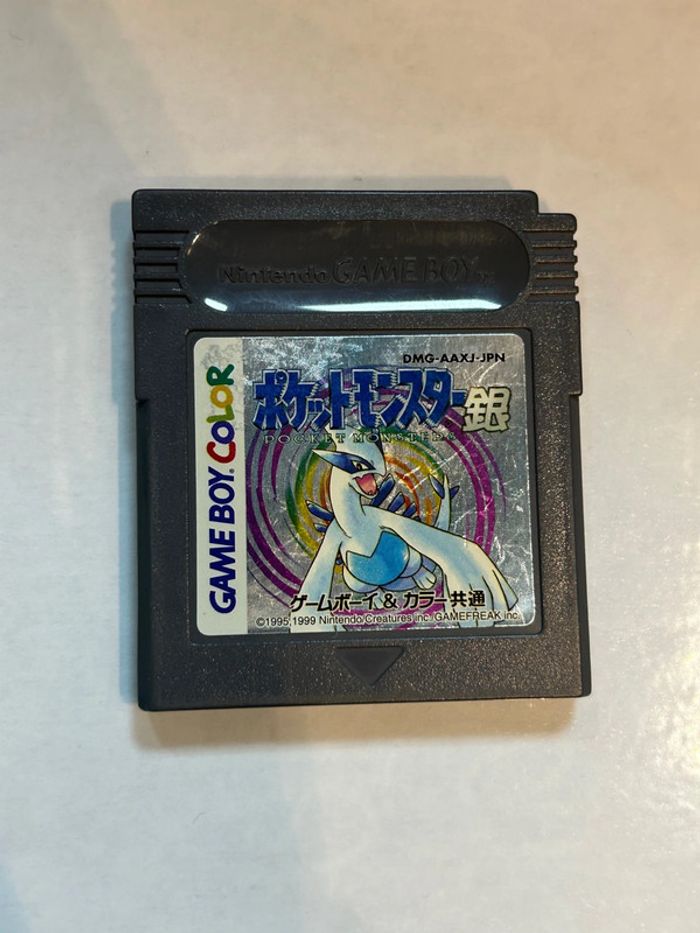 Nintendo GAME BOY TM
DMG-AAXJ-JPN
GAME BOY COLOR
ポケットモンスター銀
POCKET MONSTERS
ゲームボーイ & カラー共通
©1995,1999 Nintendo/Creatures inc./GAMEFREAK inc.